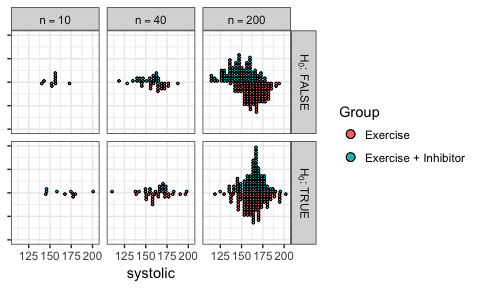 n = 10
n = 40
n = 200
H0: FALSE
H0: TRUE
125 150 175 200
125 150 175 200
125 150 175 200
systolic
Group
Exercise
Exercise + Inhibitor